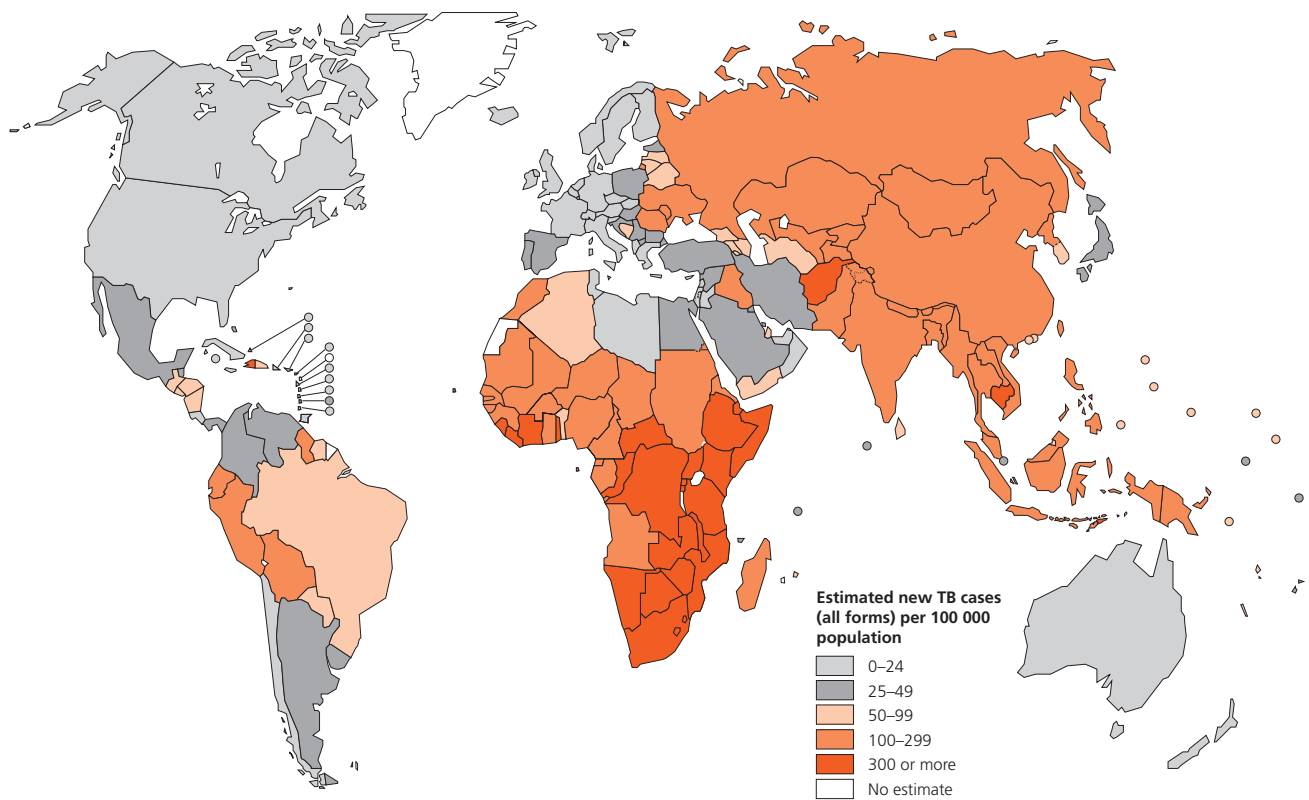 Estimated new TB cases
(all forms) per 100 000
population
0–24
25–49
50–99
100–299
300 or more
No estimate